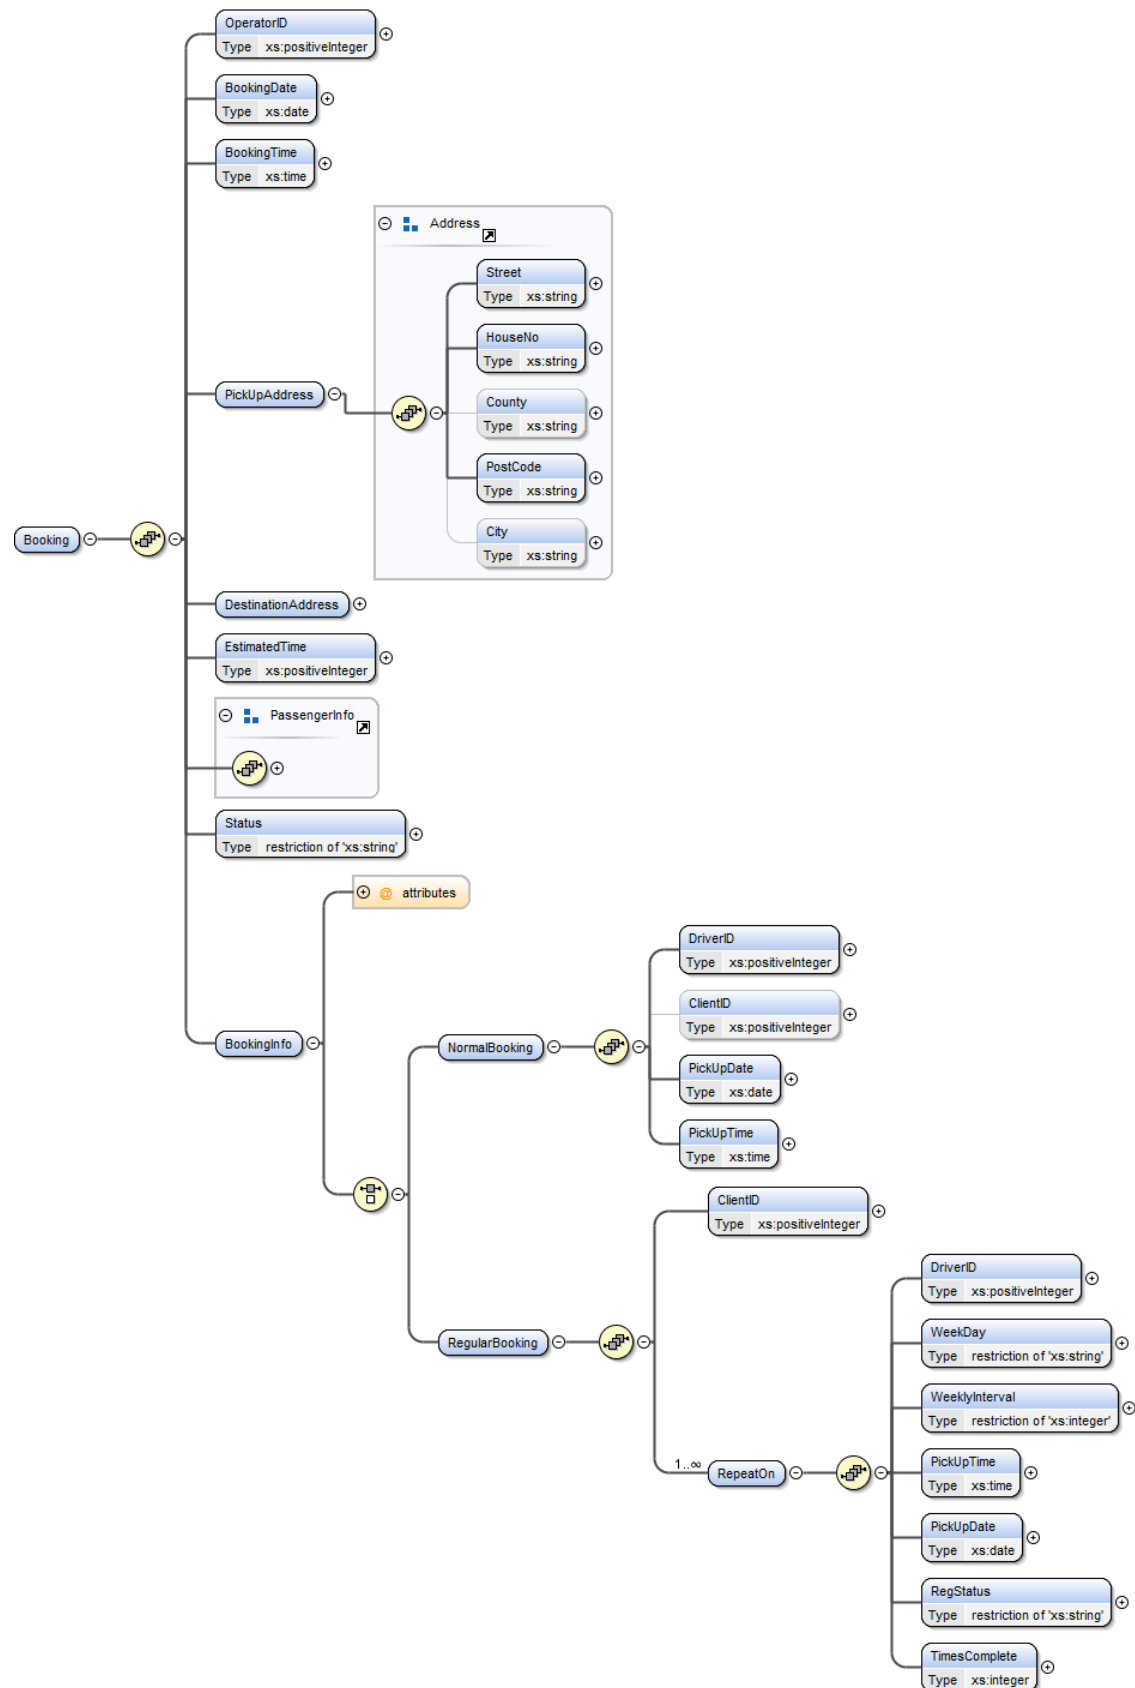 OperatorID
Type xs:positiveInteger
BookingDate
Type xs:date
BookingTime
Type xs:time
Address
Street
Type xs:string
HouseNo
Type xs:string
County
Type xs:string
PickUpAddress
PostCode
Type xs:string
City
Type xs:string
Booking
DestinationAddress
EstimatedTime
Type xs:positiveInteger
PassengerInfo
Status
Type restriction of 'xs:string'
@ attributes
DriverID
Type xs:positiveInteger
ClientID
Type xs:positiveInteger
BookingInfo
NormalBooking
PickUpDate
Type xs:date
PickUpTime
Type xs:time
ClientID
Type xs:positiveInteger
DriverID
Type xs:positiveInteger
WeekDay
Type restriction of 'xs:string'
RegularBooking
WeeklyInterval
Type restriction of 'xs:integer'
1..∞
RepeatOn
PickUpTime
Type xs:time
PickUpDate
Type xs:date
RegStatus
Type restriction of 'xs:string'
TimesComplete
Type xs:integer